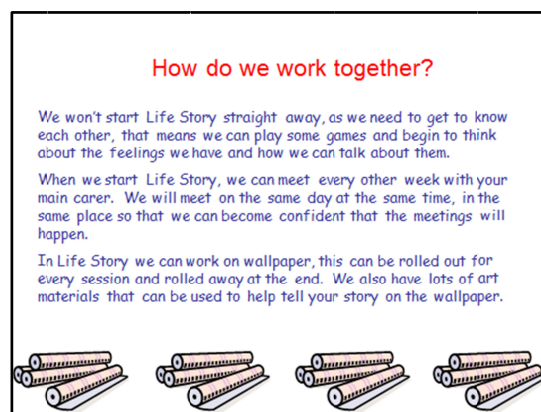 How do we work together?
We won't start Life Story straight away, as we need to get to know
each other, that means we can play some games and begin to think
about the feelings we have and how we can talk about them.
When we start Life Story, we can meet every other week with your
main carer. We will meet on the same day at the same time, in the
same place so that we can become confident that the meetings will
happen.
In Life Story we can work on wallpaper, this can be rolled out for
every session and rolled away at the end. We also have lots of art
materials that can be used to help tell your story on the wallpaper.